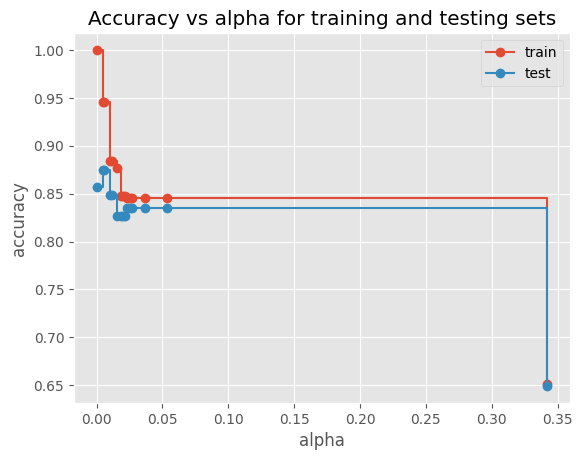 Accuracy vs alpha for training and testing sets
train
test
1.00
0.95
0.90
0.85
0.80
0.75
0.70
0.65
accuracy
0.00 0.05 0.10 0.15 0.20 0.25 0.30 0.35
alpha